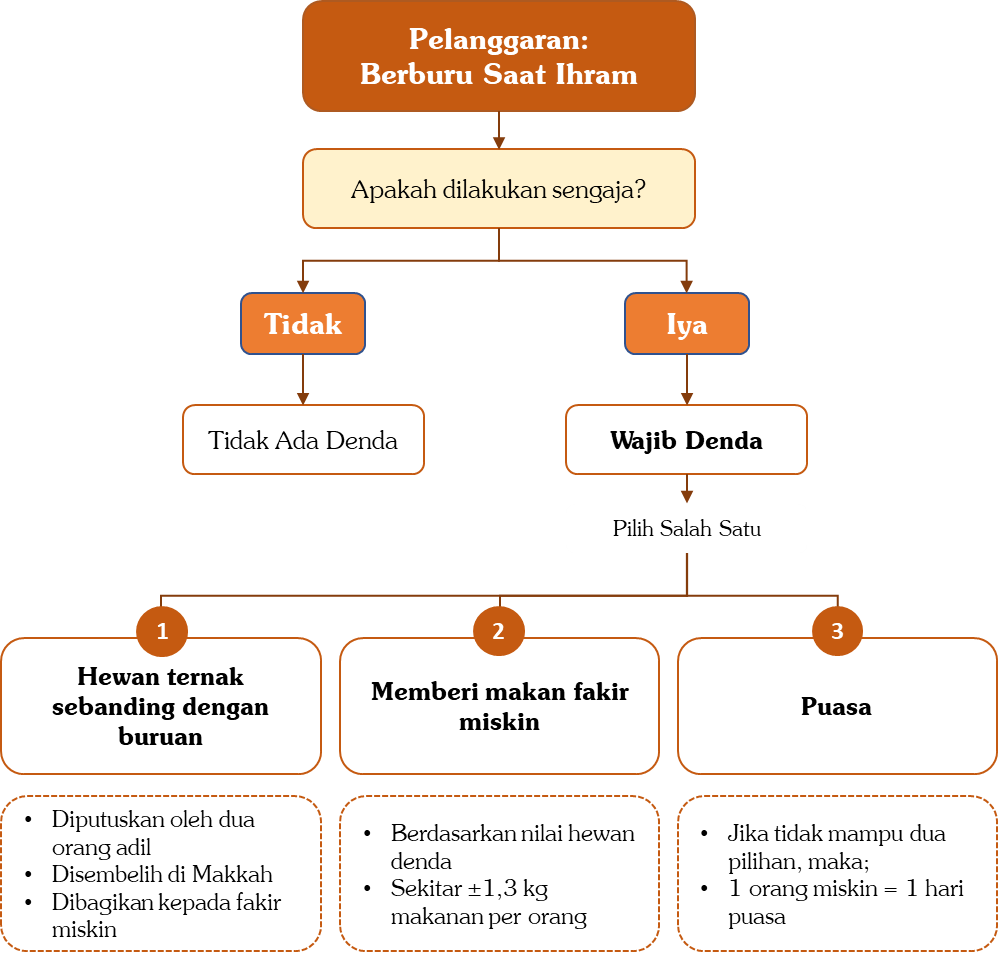 Pelanggaran:
Berburu Saat Ihram
Apakah dilakukan sengaja?
Tidak
Iya
Tidak Ada Denda
Wajib Denda
Pilih Salah Satu
1
Hewan ternak
sebanding dengan
buruan
2
Memberi makan fakir
miskin
3
Puasa
• Diputuskan oleh dua
orang adil
• Disembelih di Makkah
• Dibagikan kepada fakir
miskin
• Berdasarkan nilai hewan
denda
• Sekitar ±1,3 kg
makanan per orang
• Jika tidak mampu dua
pilihan, maka;
• 1 orang miskin = 1 hari
puasa